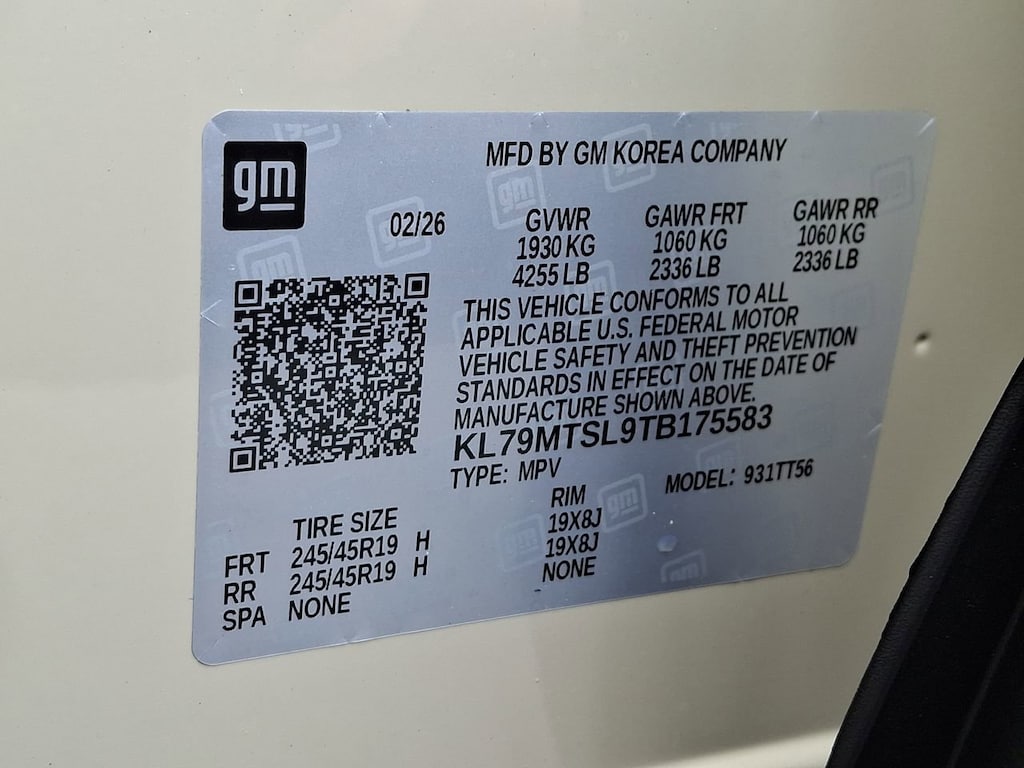 gm
MFD BY GM KOREA COMPANY
02/26 GVWR GAWR FRT GAWR RR
1930 KG 1060 KG 1060 KG
4255 LB 2336 LB 2336 LB
THIS VEHICLE CONFORMS TO ALL
APPLICABLE U.S. FEDERAL MOTOR
VEHICLE SAFETY AND THEFT PREVENTION
STANDARDS IN EFFECT ON THE DATE OF
MANUFACTURE SHOWN ABOVE.
KL79MTSL9TB175583
TYPE: MPV MODEL: 931TT56
TIRE SIZE RIM
FRT 245/45R19 H 19X8J
RR 245/45R19 H 19X8J
SPA NONE NONE